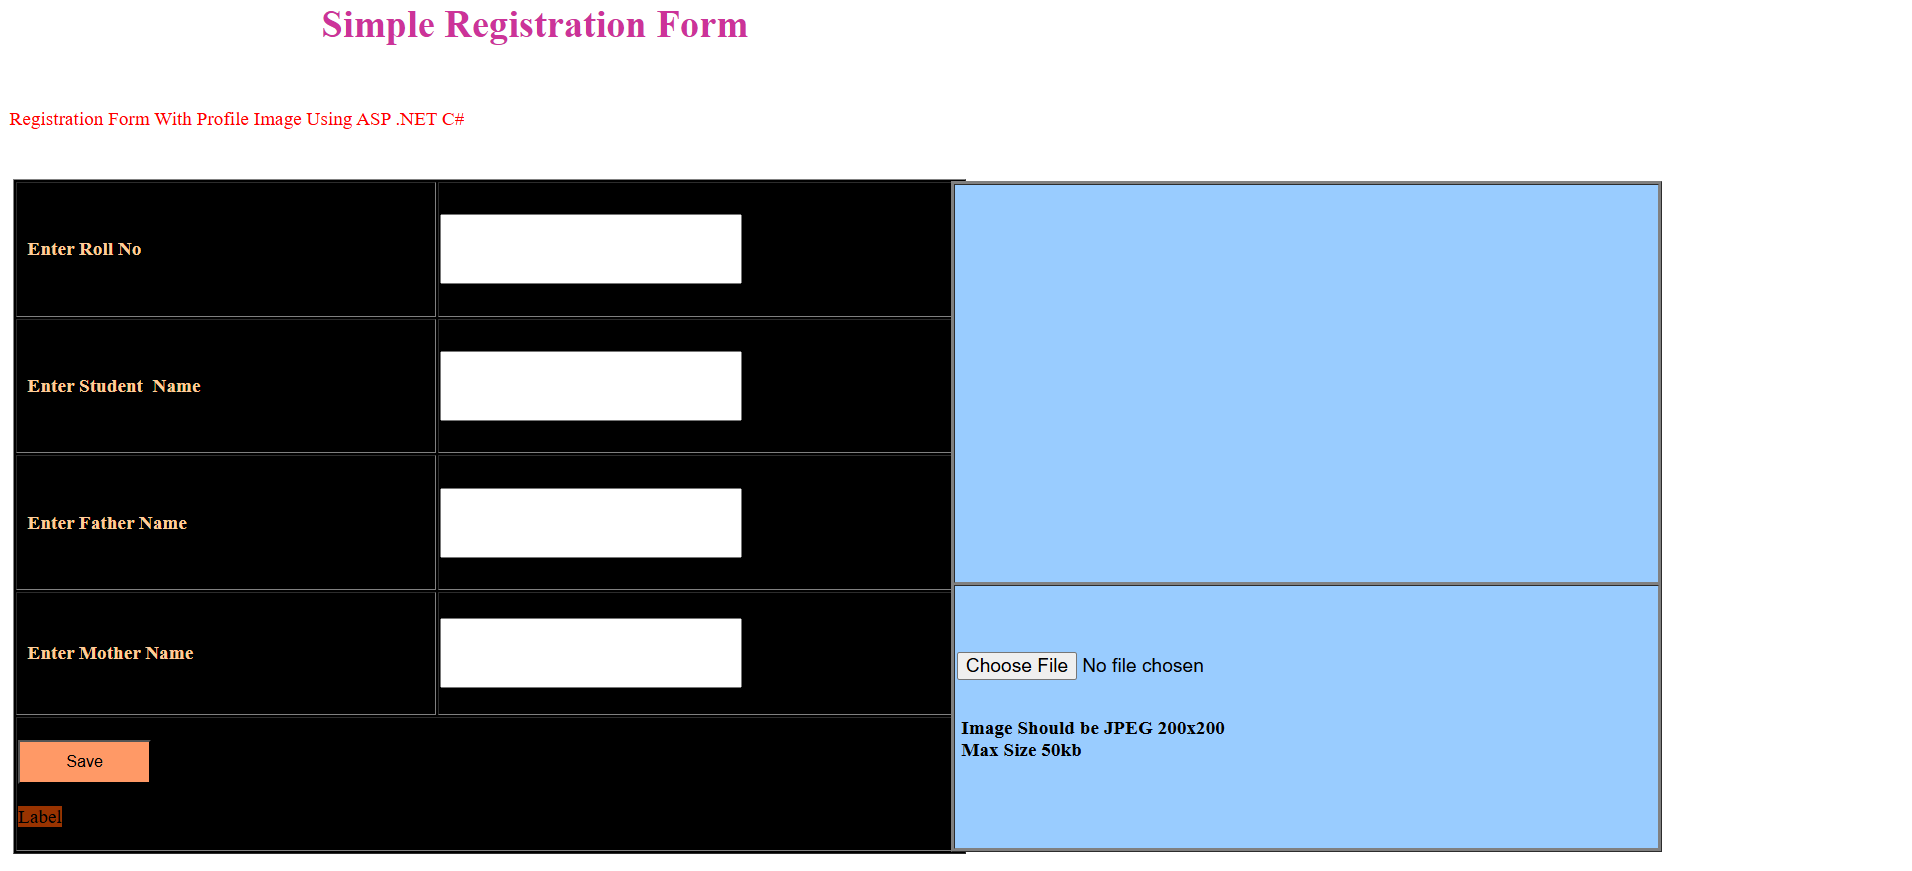 Simple Registration Form
Registration Form With Profile Image Using ASP .NET C#
Enter Roll No
Enter Student  Name
Enter Father Name
Enter Mother Name
Save
Label
Choose File No file chosen
Image Should be JPEG 200x200
Max Size 50kb